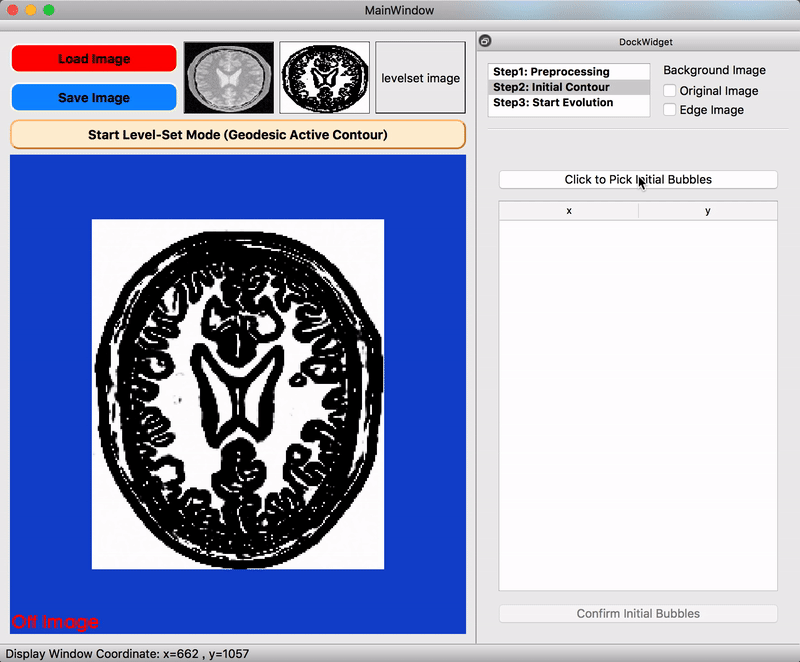 MainWindow
Load Image
Save Image
levelset image
Start Level-Set Mode (Geodesic Active Contour)
Off Image
DockWidget
Step1: Preprocessing
Step2: Initial Contour
Step3: Start Evolution
Background Image
Original Image
Edge Image
Click to Pick Initial Bubbles
x y
Confirm Initial Bubbles
Display Window Coordinate: x=662 , y=1057